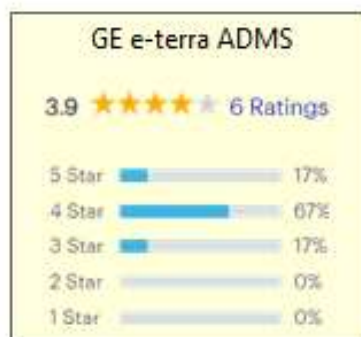 GE e-terra ADMS
3.9 6 Ratings
5 Star 17%
4 Star 67%
3 Star 17%
2 Star 0%
1 Star 0%